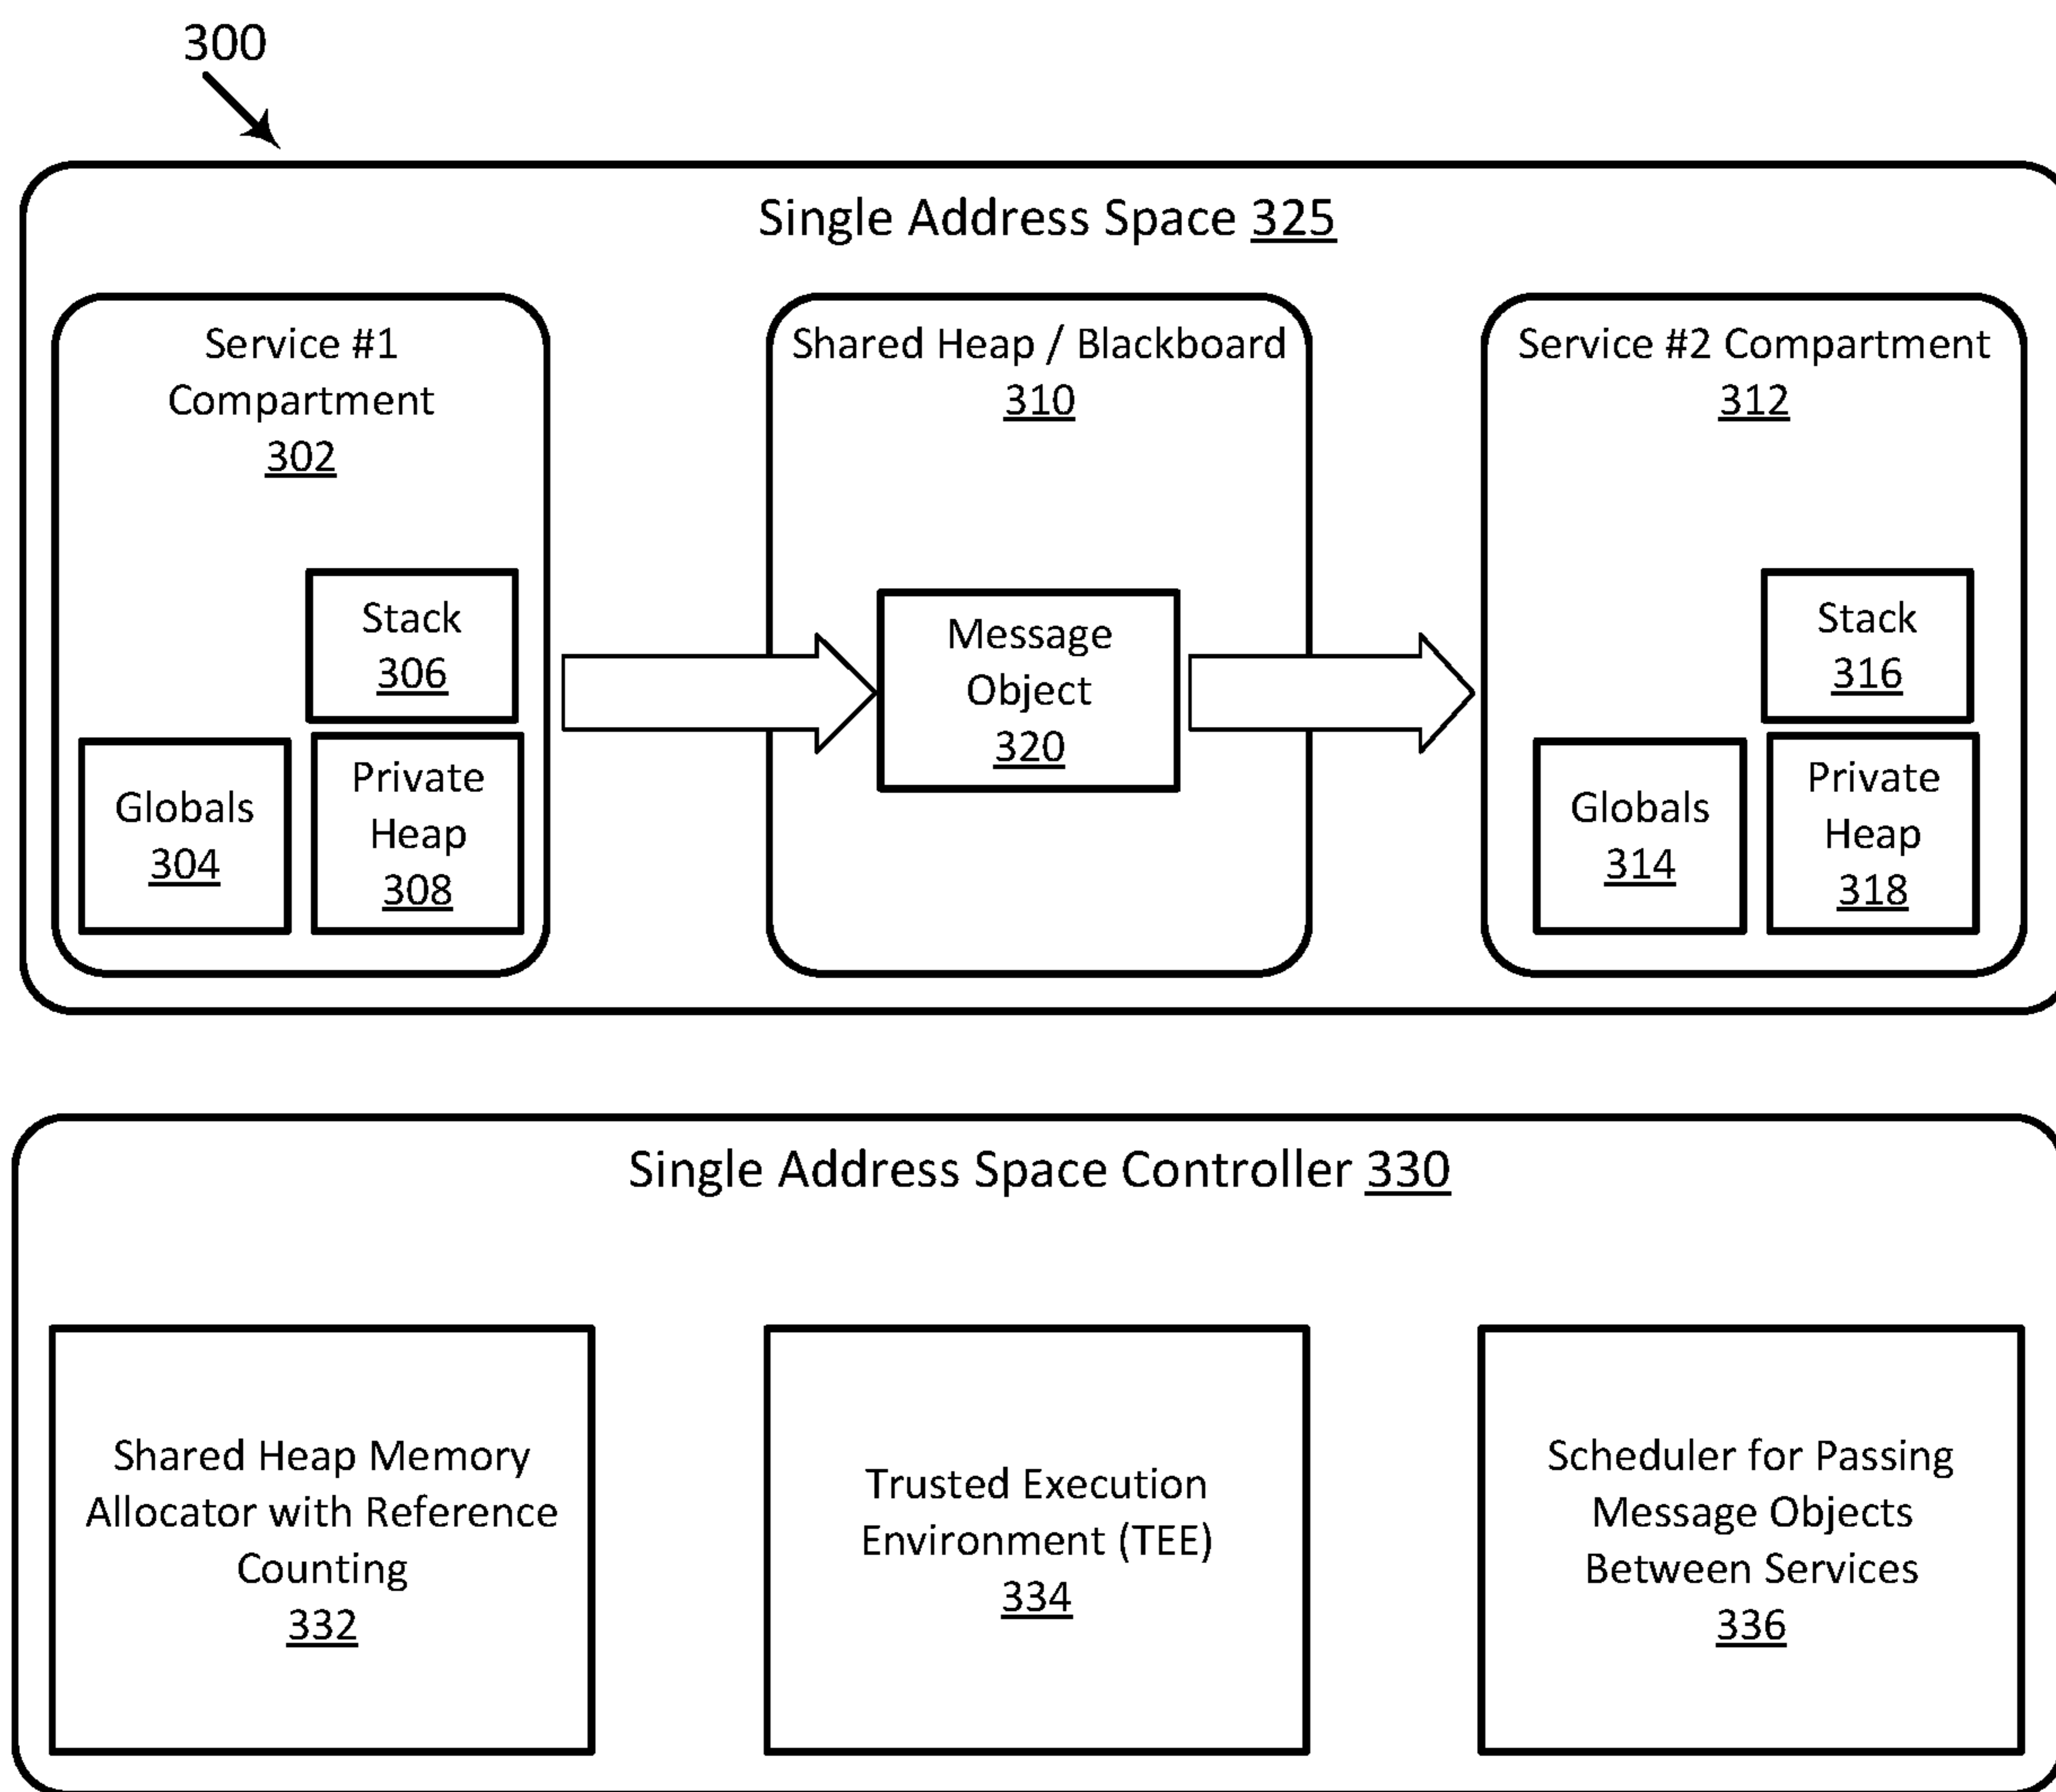 300
Single Address Space 325
Service #1
Compartment
302
Stack
306
Globals
304
Private
Heap
308
Shared Heap / Blackboard
310
Message
Object
320
Service #2 Compartment
312
Stack
316
Globals
314
Private
Heap
318
Single Address Space Controller 330
Shared Heap Memory
Allocator with Reference
Counting
332
Trusted Execution
Environment (TEE)
334
Scheduler for Passing
Message Objects
Between Services
336